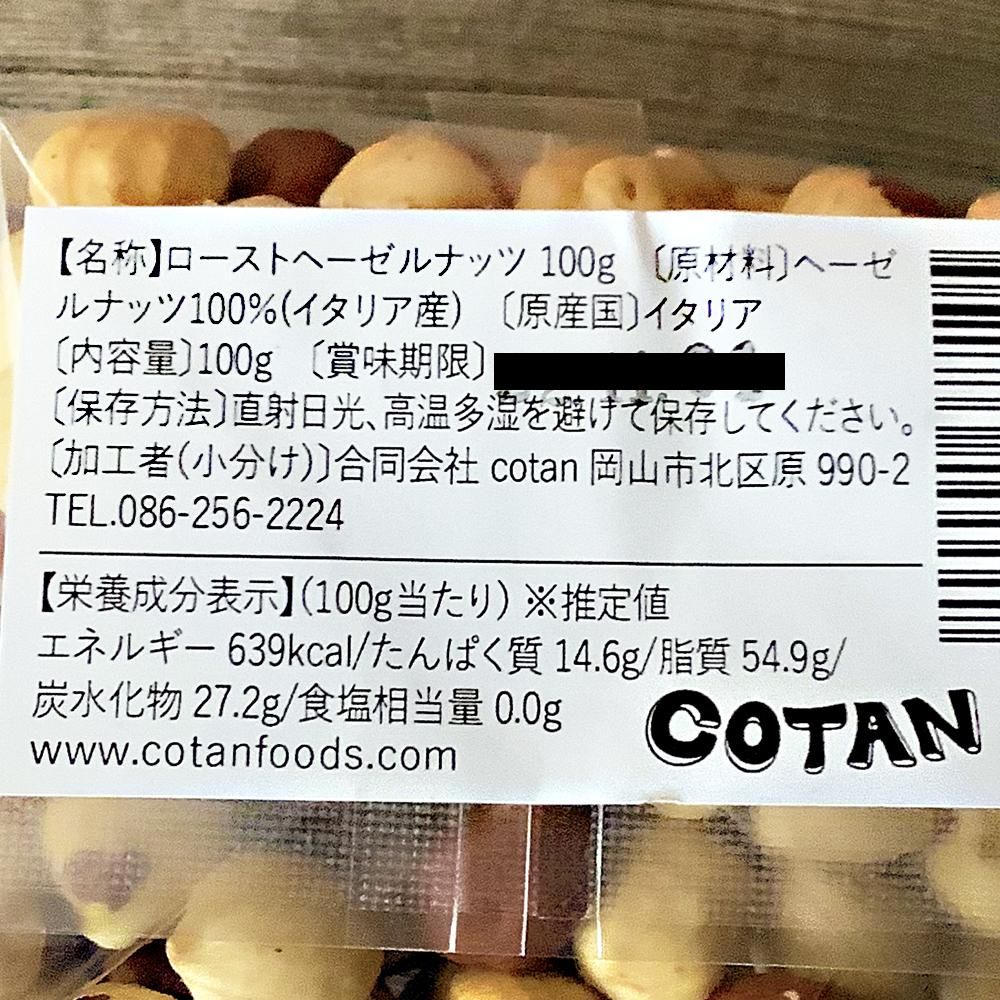 【名称】ローストヘーゼルナッツ 100g 〔原材料〕ヘーゼ
ルナッツ100%(イタリア産) 〔原産国〕イタリア
〔内容量〕100g 〔賞味期限〕
〔保存方法〕直射日光、高温多湿を避けて保存してください。
〔加工者(小分け)〕合同会社 cotan 岡山市北区原 990-2
TEL.086-256-2224
【栄養成分表示】(100g当たり) ※推定値
エネルギー 639kcal/たんぱく質 14.6g/脂質 54.9g/
炭水化物 27.2g/食塩相当量 0.0g
www.cotanfoods.com
COTAN